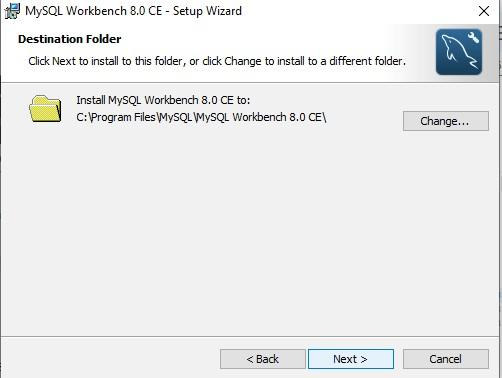 MySQL Workbench 8.0 CE - Setup Wizard
Destination Folder
Click Next to install to this folder, or click Change to install to a different folder.
Install MySQL Workbench 8.0 CE to:
C:\Program Files\MySQL\MySQL Workbench 8.0 CE\
Change...
< Back
Next >
Cancel